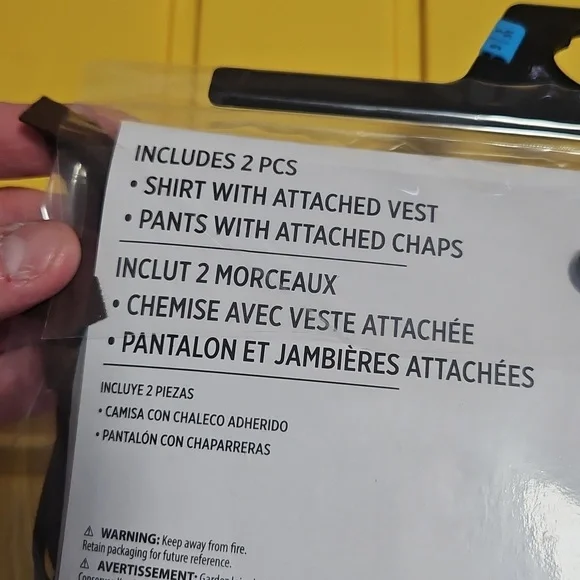 INCLUDES 2 PCS
• SHIRT WITH ATTACHED VEST
• PANTS WITH ATTACHED CHAPS
INCLUT 2 MORCEAUX
• CHEMISE AVEC VESTE ATTACHÉE
• PANTALON ET JAMBIÈRES ATTACHÉES
INCLUYE 2 PIEZAS
• CAMISA CON CHALECO ADHERIDO
• PANTALÓN CON CHAPARRERAS
⚠ WARNING: Keep away from fire.
Retain packaging for future reference.
⚠ AVERTISSEMENT: